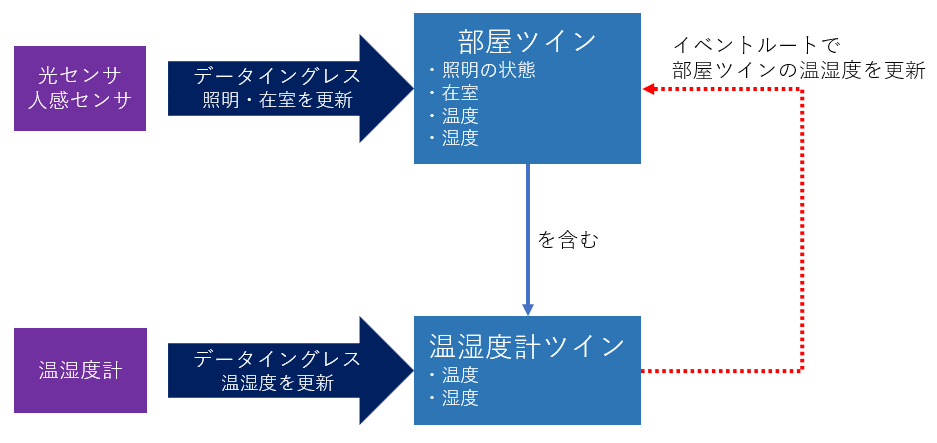 光センサ
人感センサ
データイングレス
照明・在室を更新
部屋ツイン
・照明の状態
・在室
・温度
・湿度
イベントルートで
部屋ツインの温湿度を更新
を含む
温湿度計
データイングレス
温湿度を更新
温湿度計ツイン
・温度
・湿度